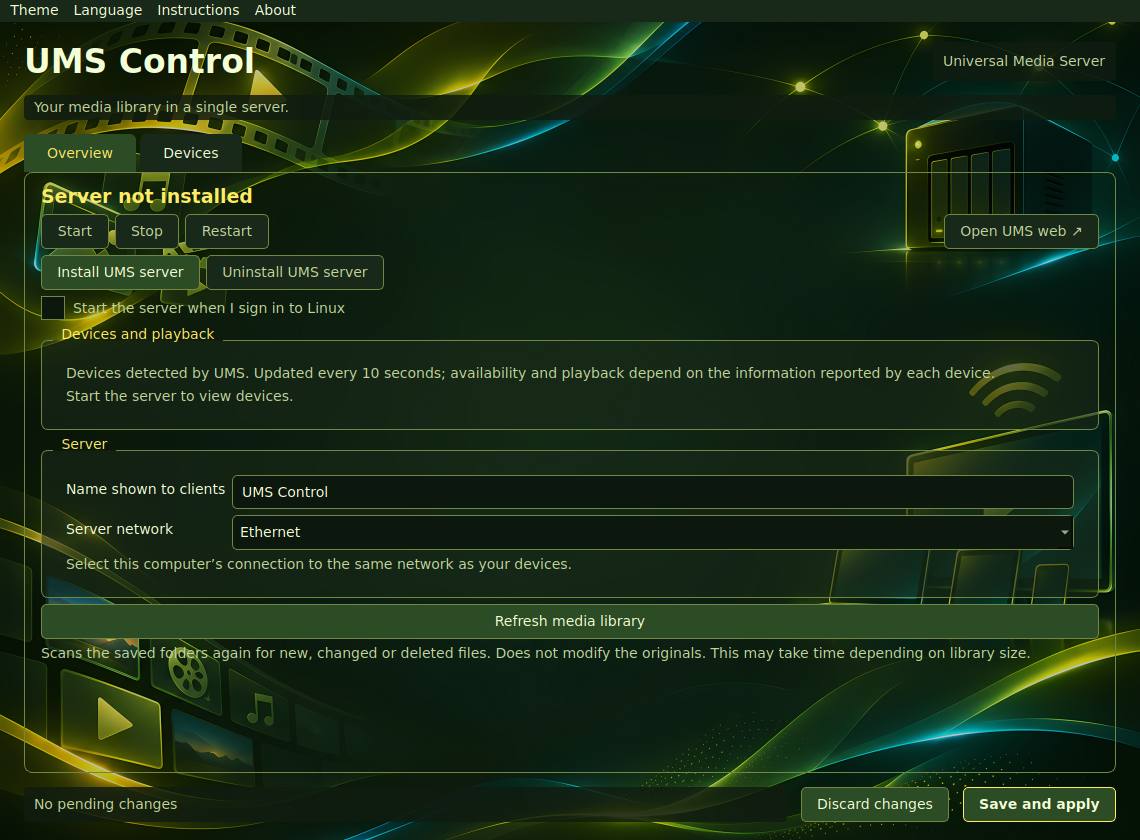 Theme Language Instructions About
UMS Control
Universal Media Server
Your media library in a single server.
Overview Devices
Server not installed
Start Stop Restart Open UMS web ↗
Install UMS server Uninstall UMS server
Start the server when I sign in to Linux
Devices and playback
Devices detected by UMS. Updated every 10 seconds; availability and playback depend on the information reported by each device.
Start the server to view devices.
Server
Name shown to clients UMS Control
Server network Ethernet
Select this computer’s connection to the same network as your devices.
Refresh media library
Scans the saved folders again for new, changed or deleted files. Does not modify the originals. This may take time depending on library size.
No pending changes Discard changes Save and apply